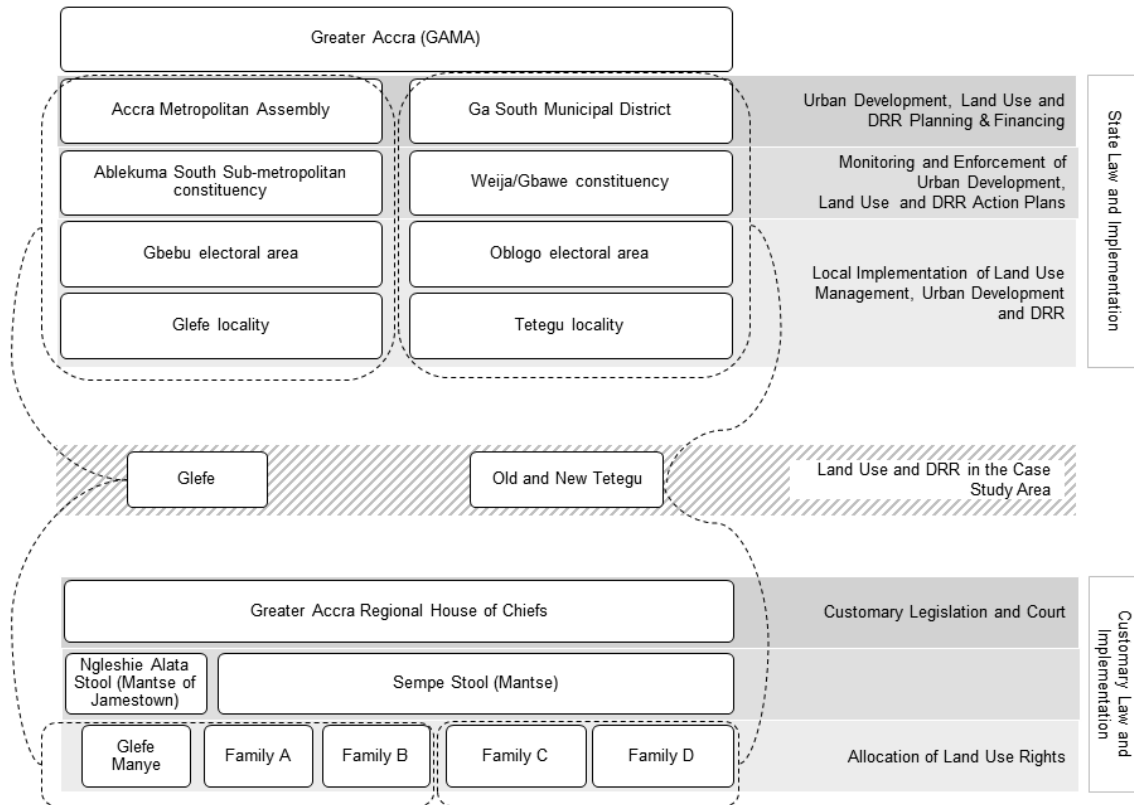 Greater Accra (GAMA)
Accra Metropolitan Assembly
Ga South Municipal District
Urban Development, Land Use and
DRR Planning & Financing
Ablekuma South Sub-metropolitan
constituency
Weija/Gbawe constituency
Monitoring and Enforcement of
Urban Development,
Land Use and DRR Action Plans
Gbebu electoral area
Oblogo electoral area
Local Implementation of Land Use
Management, Urban Development
and DRR
Glefe locality
Tetegu locality
State Law and Implementation
Glefe
Old and New Tetegu
Land Use and DRR in the Case
Study Area
Greater Accra Regional House of Chiefs
Customary Legislation and Court
Ngleshie Alata
Stool (Mantse of
Jamestown)
Sempe Stool (Mantse)
Glefe
Manye
Family A
Family B
Family C
Family D
Allocation of Land Use Rights
Customary Law and
Implementation